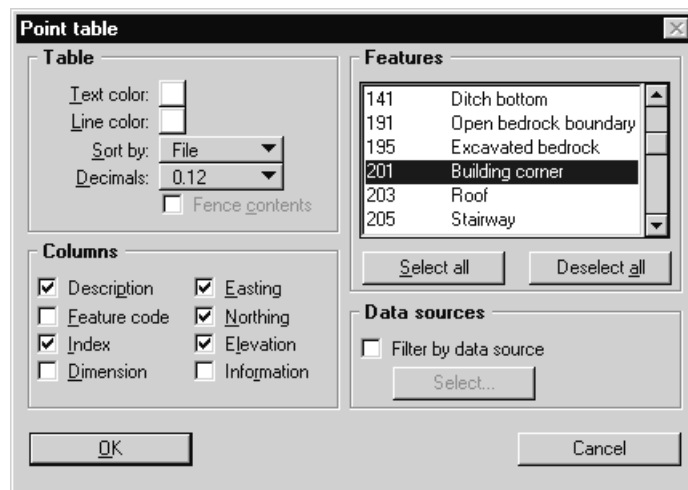 Point table
Table
Text color:
Line color:
Sort by: File
Decimals: 0.12
Fence contents
Columns
Description
Easting
Feature code
Northing
Index
Elevation
Dimension
Information
Features
141 Ditch bottom
191 Open bedrock boundary
195 Excavated bedrock
201 Building corner
203 Roof
205 Stairway
Select all
Deselect all
Data sources
Filter by data source
Select...
OK
Cancel